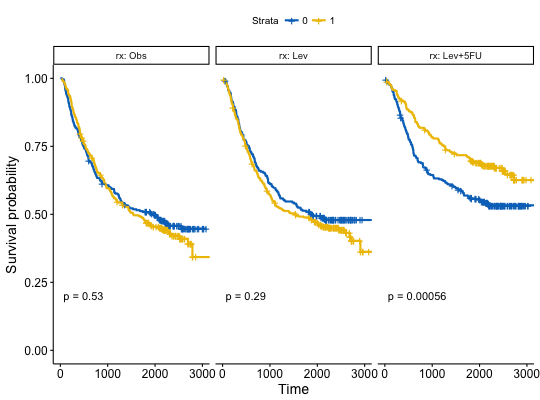 Strata 0 1
rx: Obs rx: Lev rx: Lev+5FU
Survival probability
1.00
0.75
0.50
0.25
0.00
p = 0.53 p = 0.29 p = 0.00056
0 1000 2000 3000 0 1000 2000 3000 0 1000 2000 3000
Time